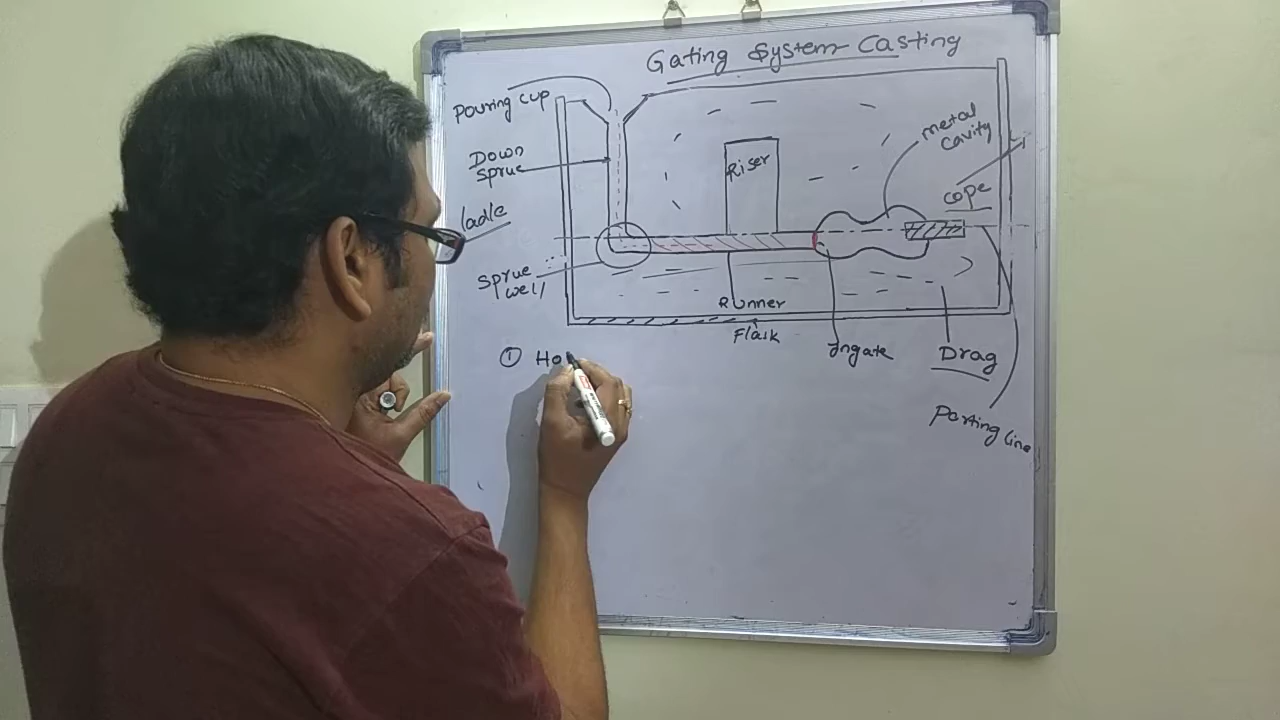 Gating System Casting
Pouring cup
Down
sprue
ladle
Sprue
well
Riser
metal
cavity
cope
Runner
Flask
Ingate
Drag
Parting line
① Ho